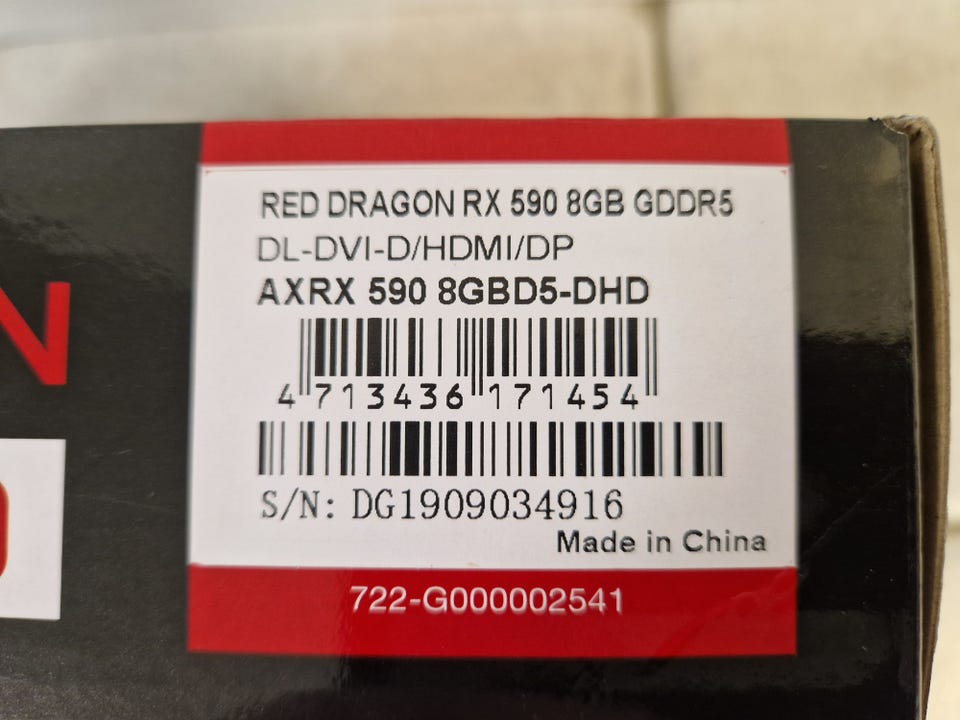 RED DRAGON RX 590 8GB GDDR5
DL-DVI-D/HDMI/DP
AXRX 590 8GBD5-DHD
4 713436 171454
S/N: DG1909034916
Made in China
722-G000002541
N